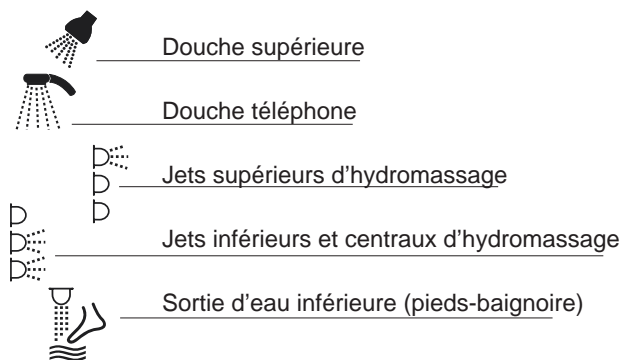 Douche supérieure
Douche téléphone
Jets supérieurs d'hydromassage
Jets inférieurs et centraux d'hydromassage
Sortie d'eau inférieure (pieds-baignoire)